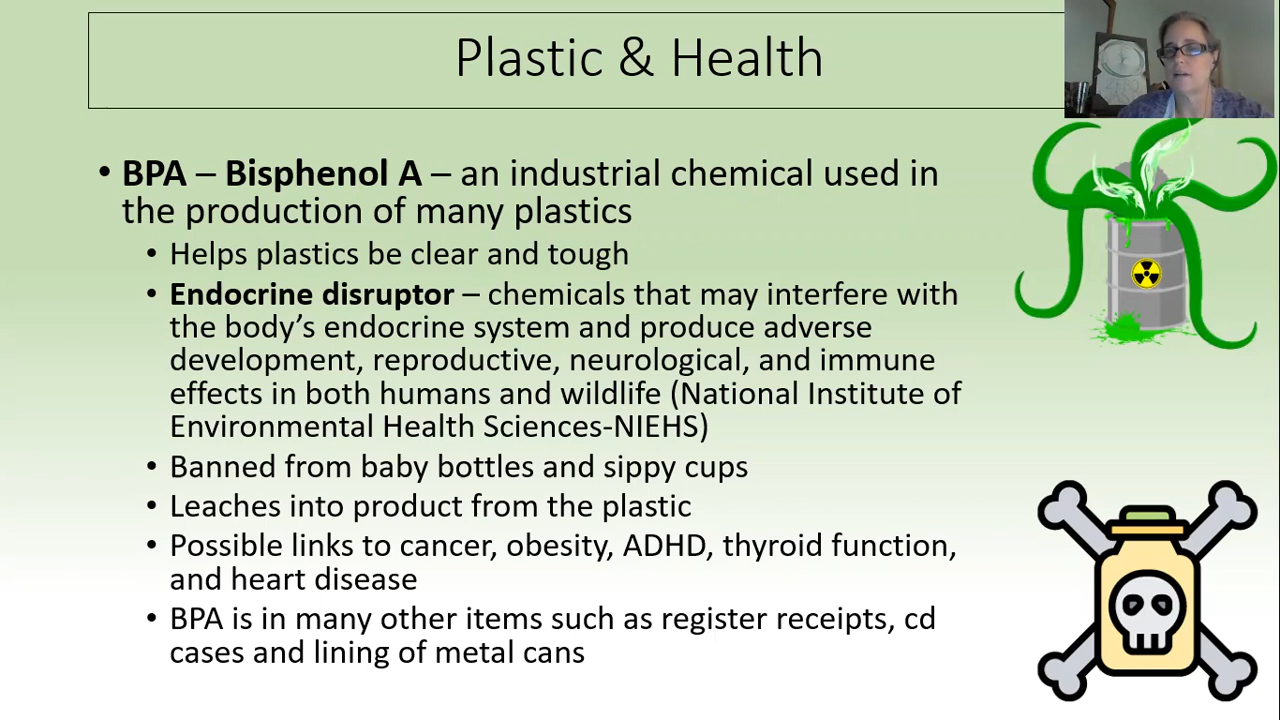 Plastic & Health
• BPA – Bisphenol A – an industrial chemical used in
the production of many plastics
• Helps plastics be clear and tough
• Endocrine disruptor – chemicals that may interfere with
the body’s endocrine system and produce adverse
development, reproductive, neurological, and immune
effects in both humans and wildlife (National Institute of
Environmental Health Sciences-NIEHS)
• Banned from baby bottles and sippy cups
• Leaches into product from the plastic
• Possible links to cancer, obesity, ADHD, thyroid function,
and heart disease
• BPA is in many other items such as register receipts, cd
cases and lining of metal cans